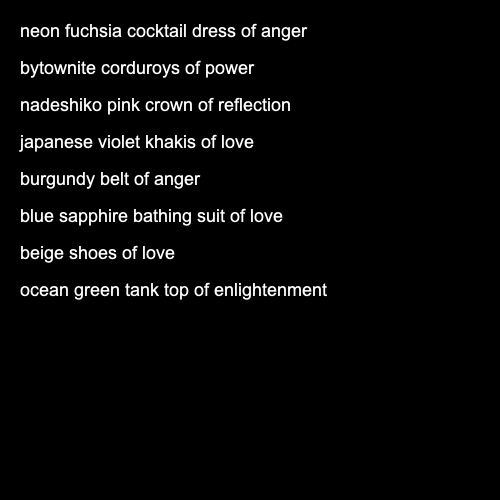 neon fuchsia cocktail dress of anger
bytownite corduroys of power
nadeshiko pink crown of reflection
japanese violet khakis of love
burgundy belt of anger
blue sapphire bathing suit of love
beige shoes of love
ocean green tank top of enlightenment